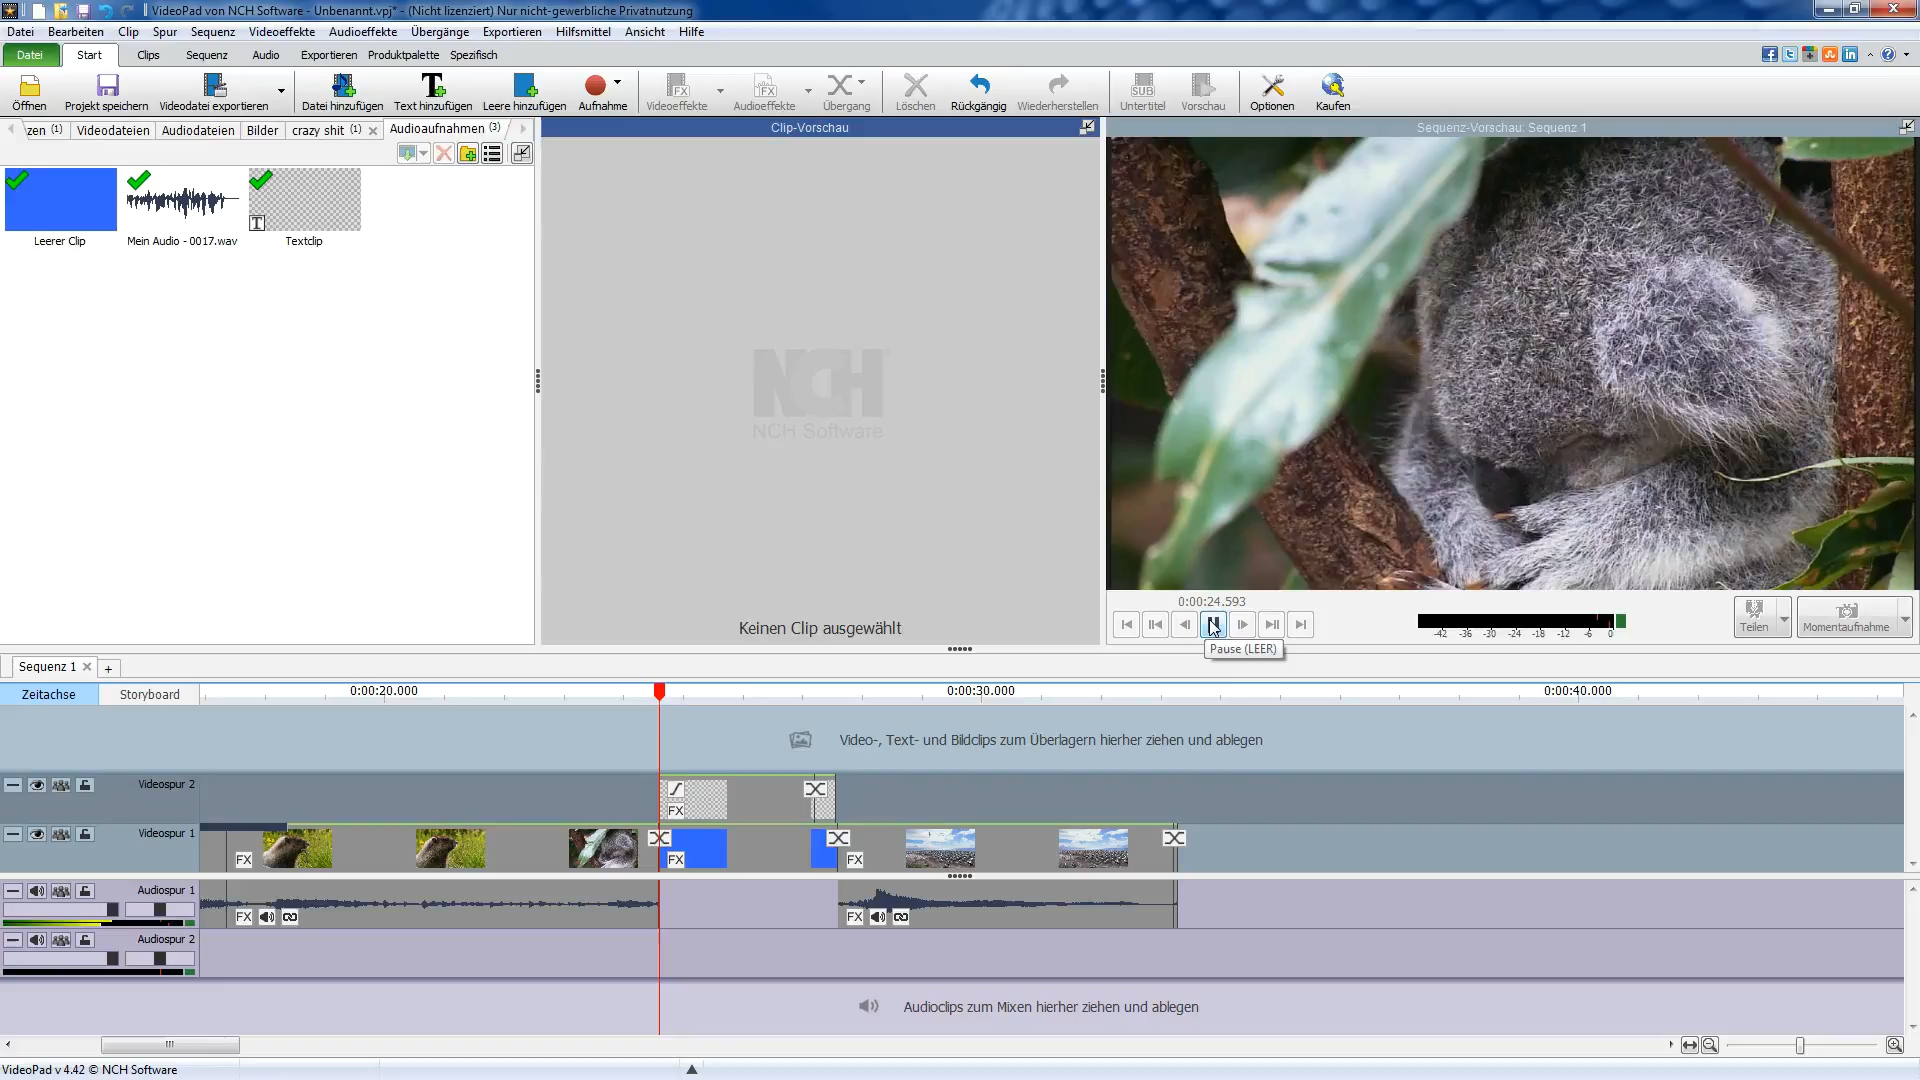 VideoPad von NCH Software - Unbenannt.vpj* - (Nicht lizenziert) Nur nicht-gewerbliche Privatnutzung
Datei Bearbeiten Clip Spur Sequenz Videoeffekte Audioeffekte Übergänge Exportieren Hilfsmittel Ansicht Hilfe
Datei Start Clips Sequenz Audio Exportieren Produktpalette Spezifisch
Öffnen Projekt speichern Videodatei exportieren Datei hinzufügen Text hinzufügen Leere hinzufügen Aufnahme Videoeffekte Audioeffekte Übergang Löschen Rückgängig Wiederherstellen Untertitel Vorschau Optionen Kaufen
zen (1) Videodateien Audiodateien Bilder crazy shit (1) Audioaufnahmen (3)
Clip-Vorschau
Sequenz-Vorschau: Sequenz 1
T
Leerer Clip Mein Audio - 0017.wav Textclip
NCH
NCH Software
Keinen Clip ausgewählt
0:00:24.593
-42 -36 -30 -24 -18 -12 -6 0
Teilen Momentaufnahme
Pause (LEER)
Sequenz 1
Zeitachse Storyboard 0:00:20.000 0:00:30.000 0:00:40.000
Video-, Text- und Bildclips zum Überlagern hierher ziehen und ablegen
Videospur 2
FX
Videospur 1
FX FX FX
Audiospur 1
FX FX
Audiospur 2
Audioclips zum Mixen hierher ziehen und ablegen
VideoPad v 4.42 © NCH Software